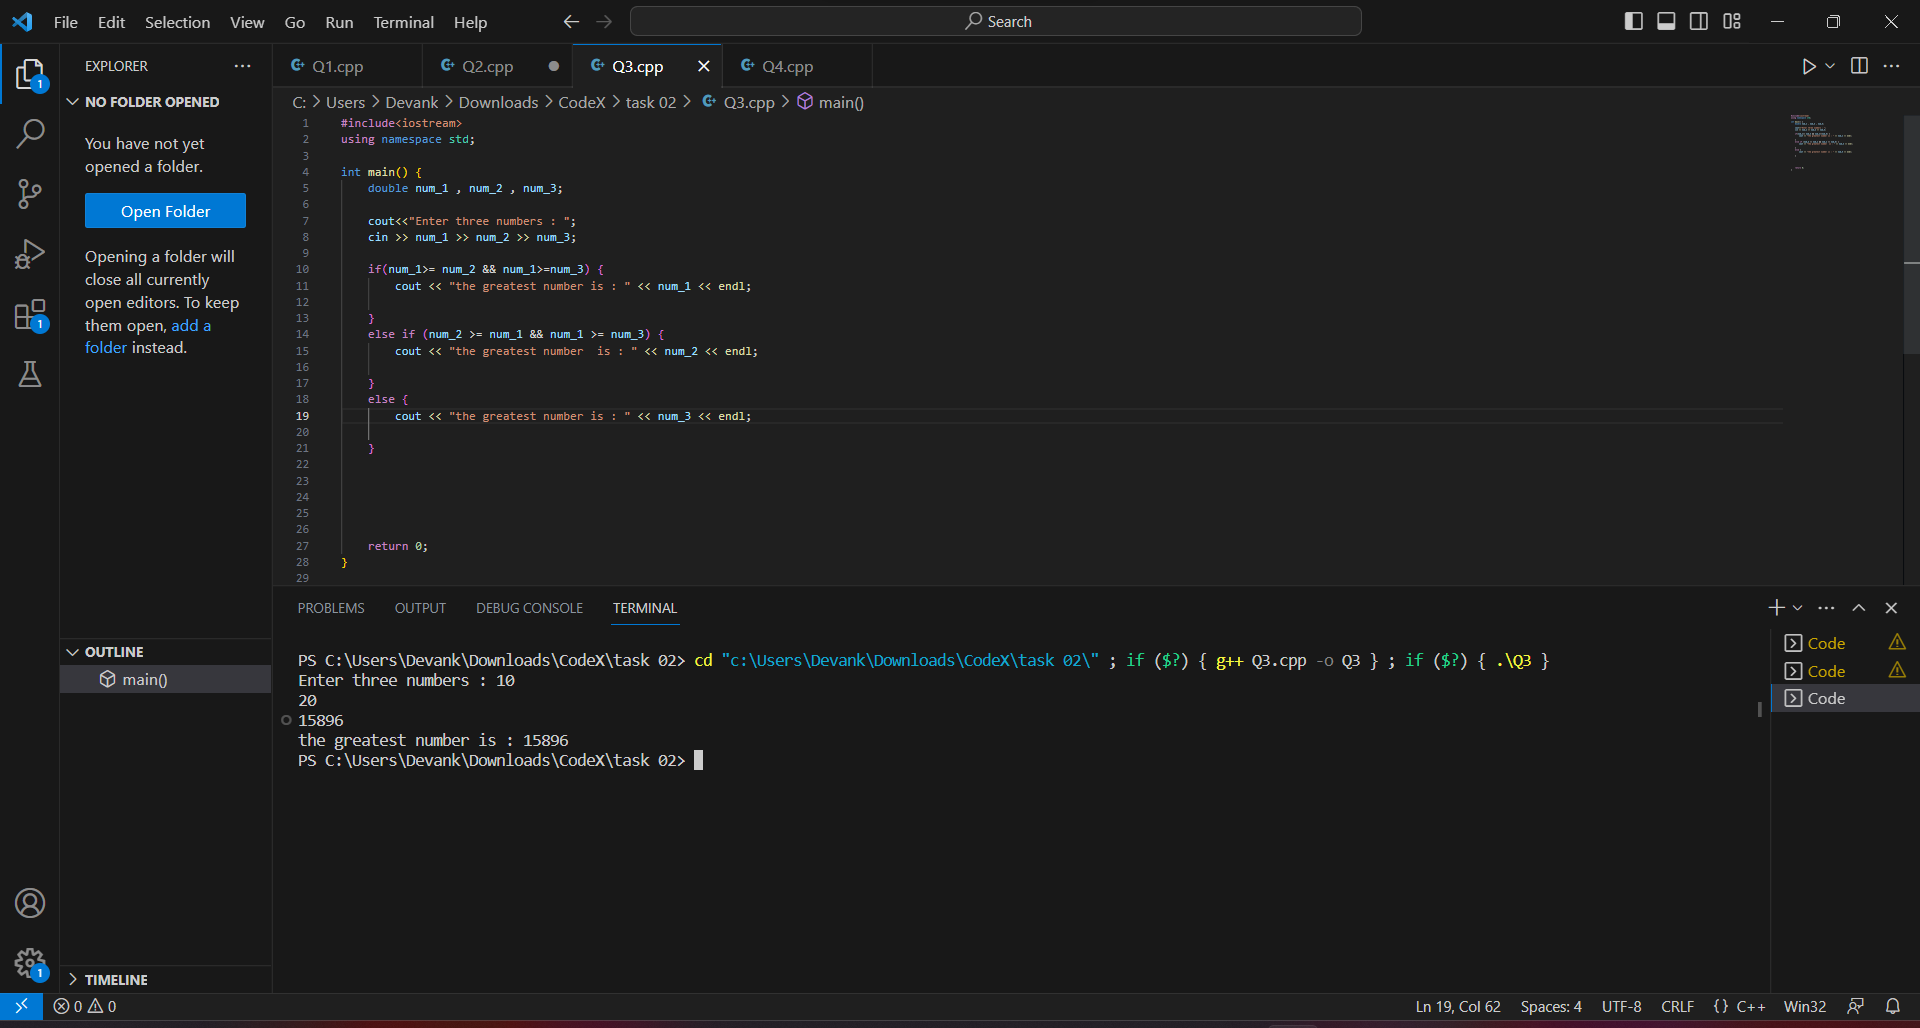 File Edit Selection View Go Run Terminal Help Search
EXPLORER
NO FOLDER OPENED
You have not yet
opened a folder.
Open Folder
Opening a folder will
close all currently
open editors. To keep
them open, add a
folder instead.
OUTLINE
main()
TIMELINE
Q1.cpp Q2.cpp Q3.cpp Q4.cpp
C: > Users > Devank > Downloads > CodeX > task 02 > Q3.cpp > main()
1 #include<iostream>
2 using namespace std;
3
4 int main() {
5 double num_1 , num_2 , num_3;
6
7 cout<<"Enter three numbers : ";
8 cin >> num_1 >> num_2 >> num_3;
9
10 if(num_1>= num_2 && num_1>=num_3) {
11 cout << "the greatest number is : " << num_1 << endl;
12
13 }
14 else if (num_2 >= num_1 && num_1 >= num_3) {
15 cout << "the greatest number  is : " << num_2 << endl;
16
17 }
18 else {
19 cout << "the greatest number is : " << num_3 << endl;
20
21 }
22
23
24
25
26
27 return 0;
28 }
29
PROBLEMS OUTPUT DEBUG CONSOLE TERMINAL
PS C:\Users\Devank\Downloads\CodeX\task 02> cd "c:\Users\Devank\Downloads\CodeX\task 02\" ; if ($?) { g++ Q3.cpp -o Q3 } ; if ($?) { .\Q3 }
Enter three numbers : 10
20
15896
the greatest number is : 15896
PS C:\Users\Devank\Downloads\CodeX\task 02>
Code
Code
Code
1
1
1
0 0
Ln 19, Col 62 Spaces: 4 UTF-8 CRLF {} C++ Win32